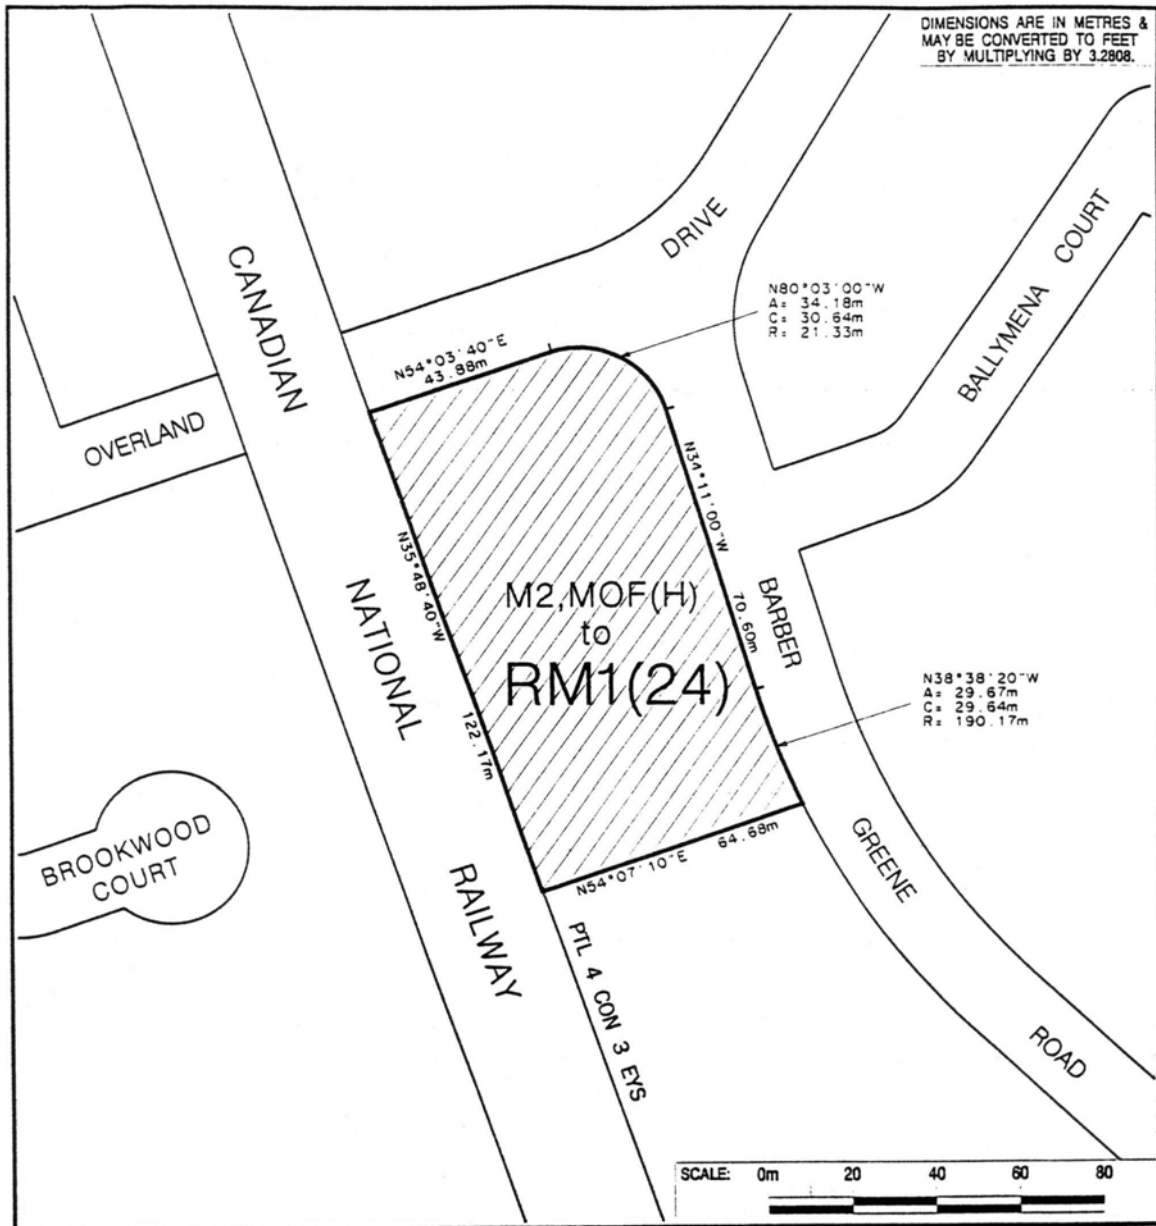 DIMENSIONS ARE IN METRES &
MAY BE CONVERTED TO FEET
BY MULTIPLYING BY 3.2808.
CANADIAN
NATIONAL
RAILWAY
DRIVE
BALLYMENA COURT
N80°03'00"W
A= 34.18m
C= 30.64m
R= 21.33m
N54°03'40"E
43.88m
OVERLAND
N34°11'00"W
70.60m
N35°48'40"W
122.17m
M2,MOF(H)
to
RM1(24)
BARBER
GREENE
ROAD
N38°38'20"W
A= 29.67m
C= 29.64m
R= 190.17m
BROOKWOOD
COURT
N54°07'10"E 64.68m
PTL 4 CON 3 EYS
SCALE: 0m 20 40 60 80